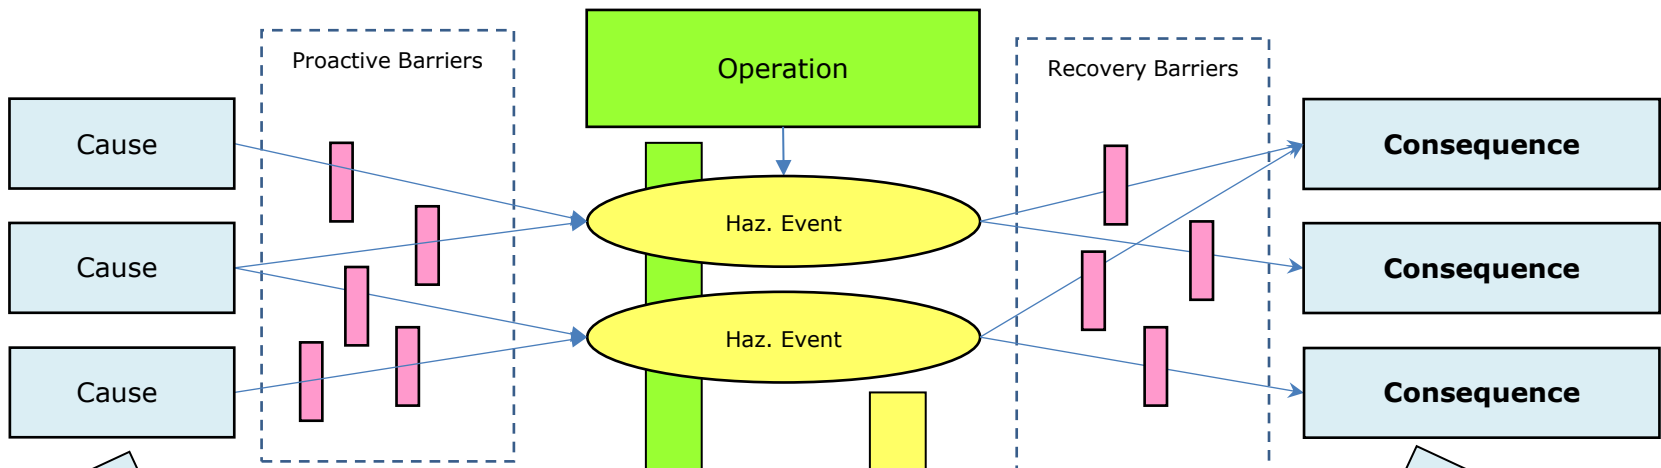 Proactive Barriers
Operation
Recovery Barriers
Cause
Consequence
Haz. Event
Cause
Consequence
Haz. Event
Cause
Consequence